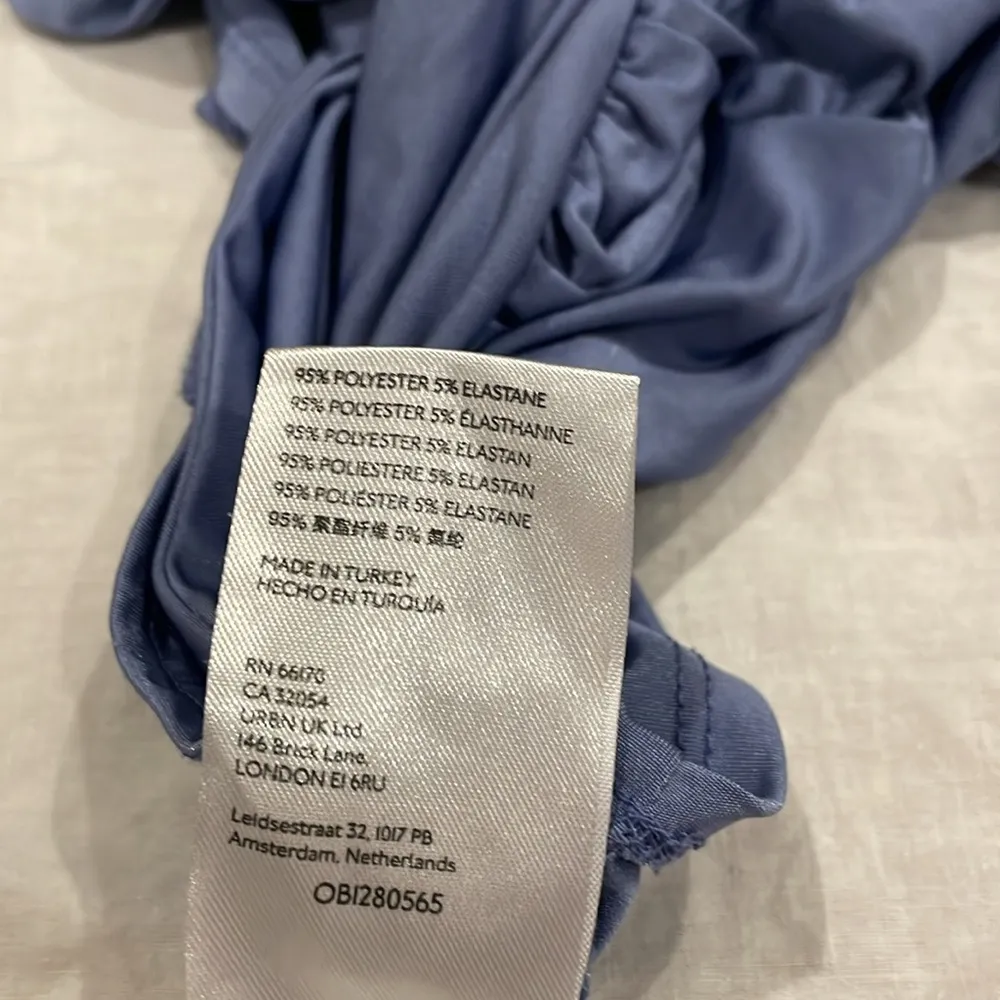 95% POLYESTER 5% ELASTANE
95% POLYESTER 5% ÉLASTHANNE
95% POLYESTER 5% ELASTAN
95% POLIESTERE 5% ELASTAN
95% POLIÉSTER 5% ELASTANE
95% 聚酯纤维 5% 氨纶
MADE IN TURKEY
HECHO EN TURQUÍA
RN 66170
CA 32054
URBN UK Ltd
146 Brick Lane,
LONDON E1 6RU
Leidsestraat 32, 1017 PB
Amsterdam, Netherlands
OB1280565